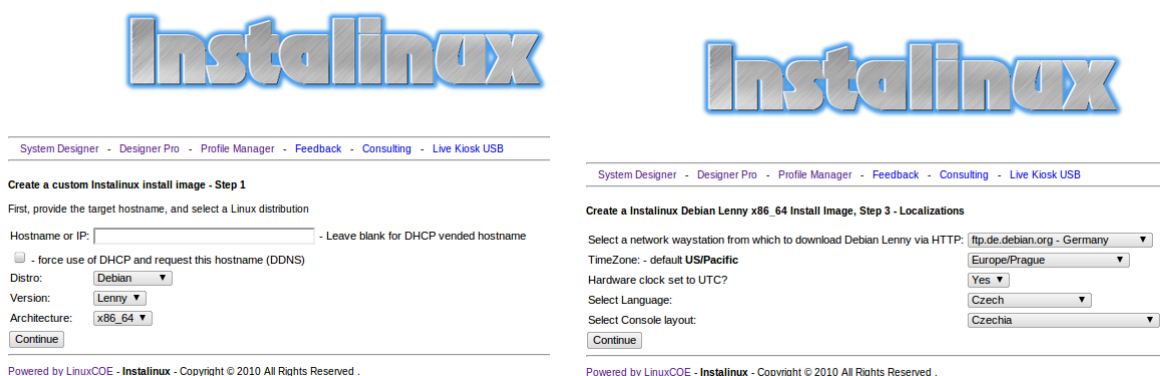 Instalinux
System Designer - Designer Pro - Profile Manager - Feedback - Consulting - Live Kiosk USB
Create a custom Instalinux install image - Step 1
First, provide the target hostname, and select a Linux distribution
Hostname or IP: - Leave blank for DHCP vended hostname
- force use of DHCP and request this hostname (DDNS)
Distro: Debian
Version: Lenny
Architecture: x86_64
Continue
Powered by LinuxCOE - Instalinux - Copyright © 2010 All Rights Reserved .
Instalinux
System Designer - Designer Pro - Profile Manager - Feedback - Consulting - Live Kiosk USB
Create a Instalinux Debian Lenny x86_64 Install Image, Step 3 - Localizations
Select a network waystation from which to download Debian Lenny via HTTP: ftp.de.debian.org - Germany
TimeZone: - default US/Pacific Europe/Prague
Hardware clock set to UTC? Yes
Select Language: Czech
Select Console layout: Czechia
Continue
Powered by LinuxCOE - Instalinux - Copyright © 2010 All Rights Reserved .